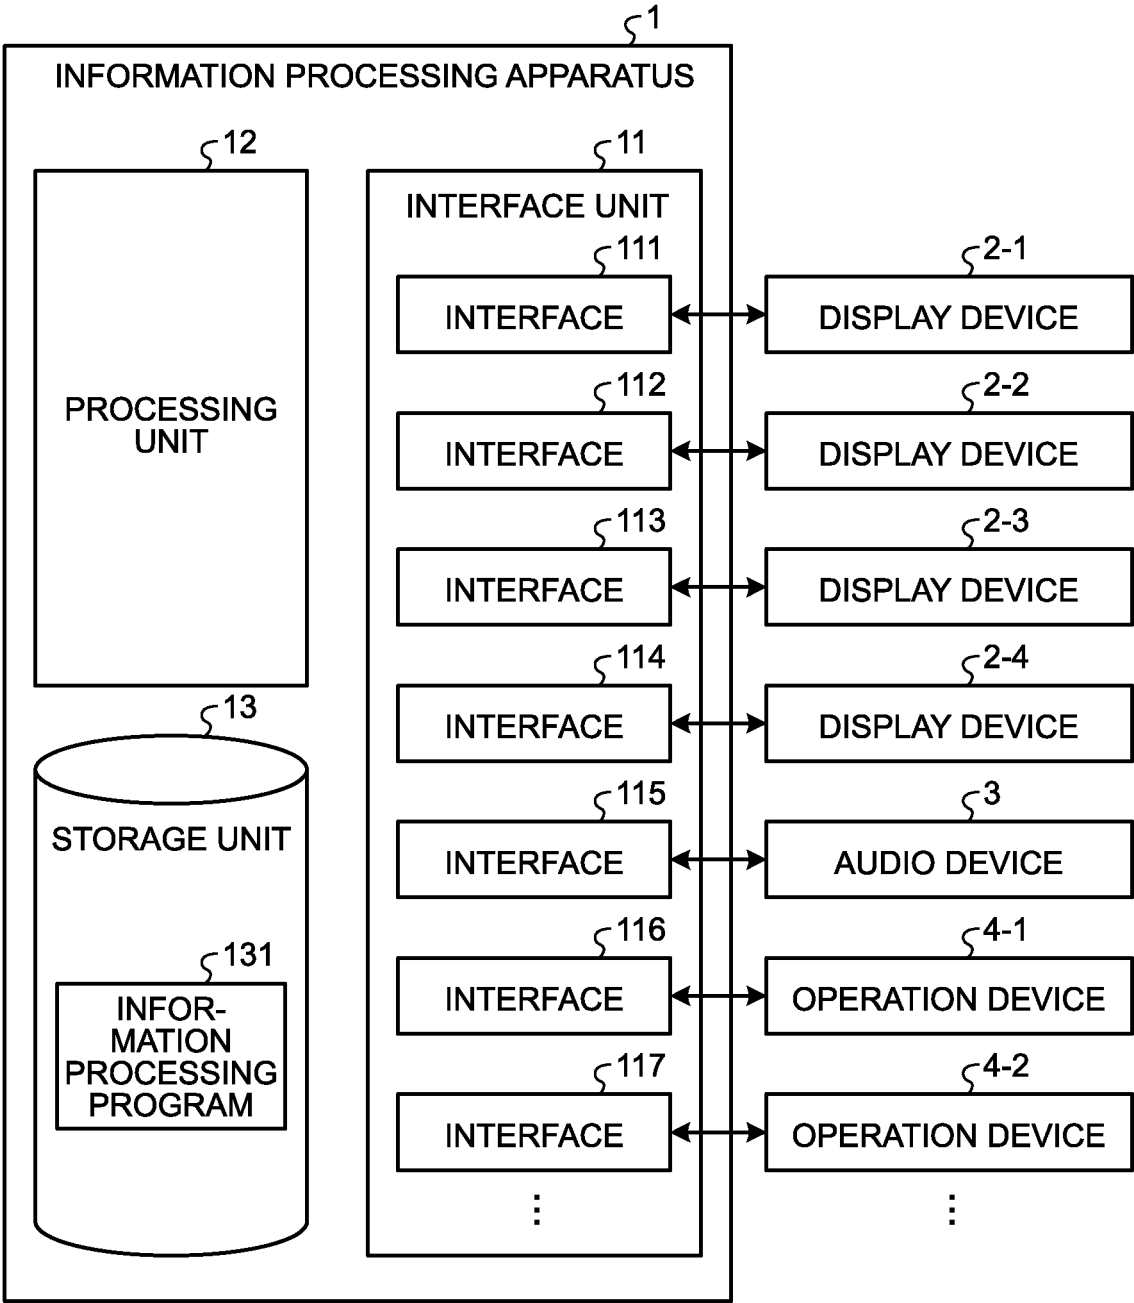 1
INFORMATION PROCESSING APPARATUS
12
PROCESSING
UNIT
13
STORAGE UNIT
131
INFOR-
MATION
PROCESSING
PROGRAM
11
INTERFACE UNIT
111
INTERFACE
2-1
DISPLAY DEVICE
112
INTERFACE
2-2
DISPLAY DEVICE
113
INTERFACE
2-3
DISPLAY DEVICE
114
INTERFACE
2-4
DISPLAY DEVICE
115
INTERFACE
3
AUDIO DEVICE
116
INTERFACE
4-1
OPERATION DEVICE
117
INTERFACE
4-2
OPERATION DEVICE
⋮
⋮